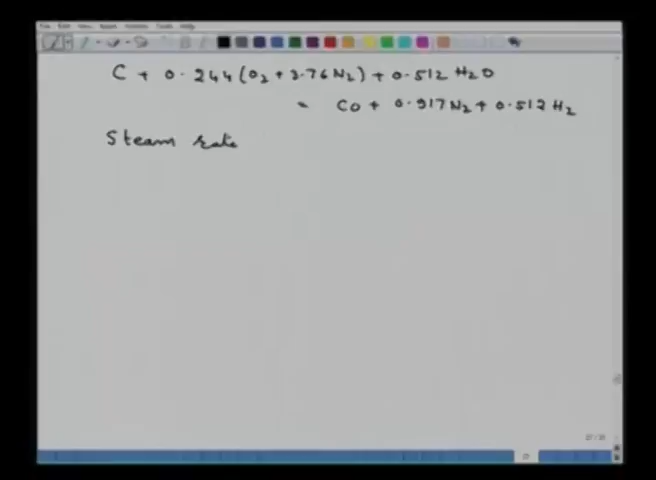 C + 0.244 (O₂ + 3.76 N₂) + 0.512 H₂O
= CO + 0.917 N₂ + 0.512 H₂
Steam rate